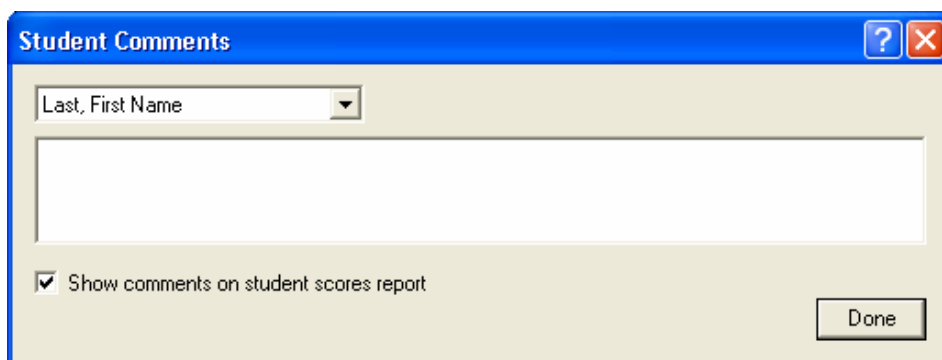 Student Comments
Last, First Name
Show comments on student scores report
Done